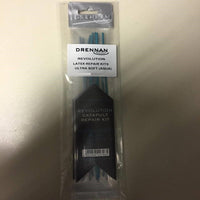 DRENNAN
REVOLUTION
LATEX REPAIR KITS
ULTRA SOFT (AQUA)
REVOLUTION
CATAPULT
REPAIR KIT